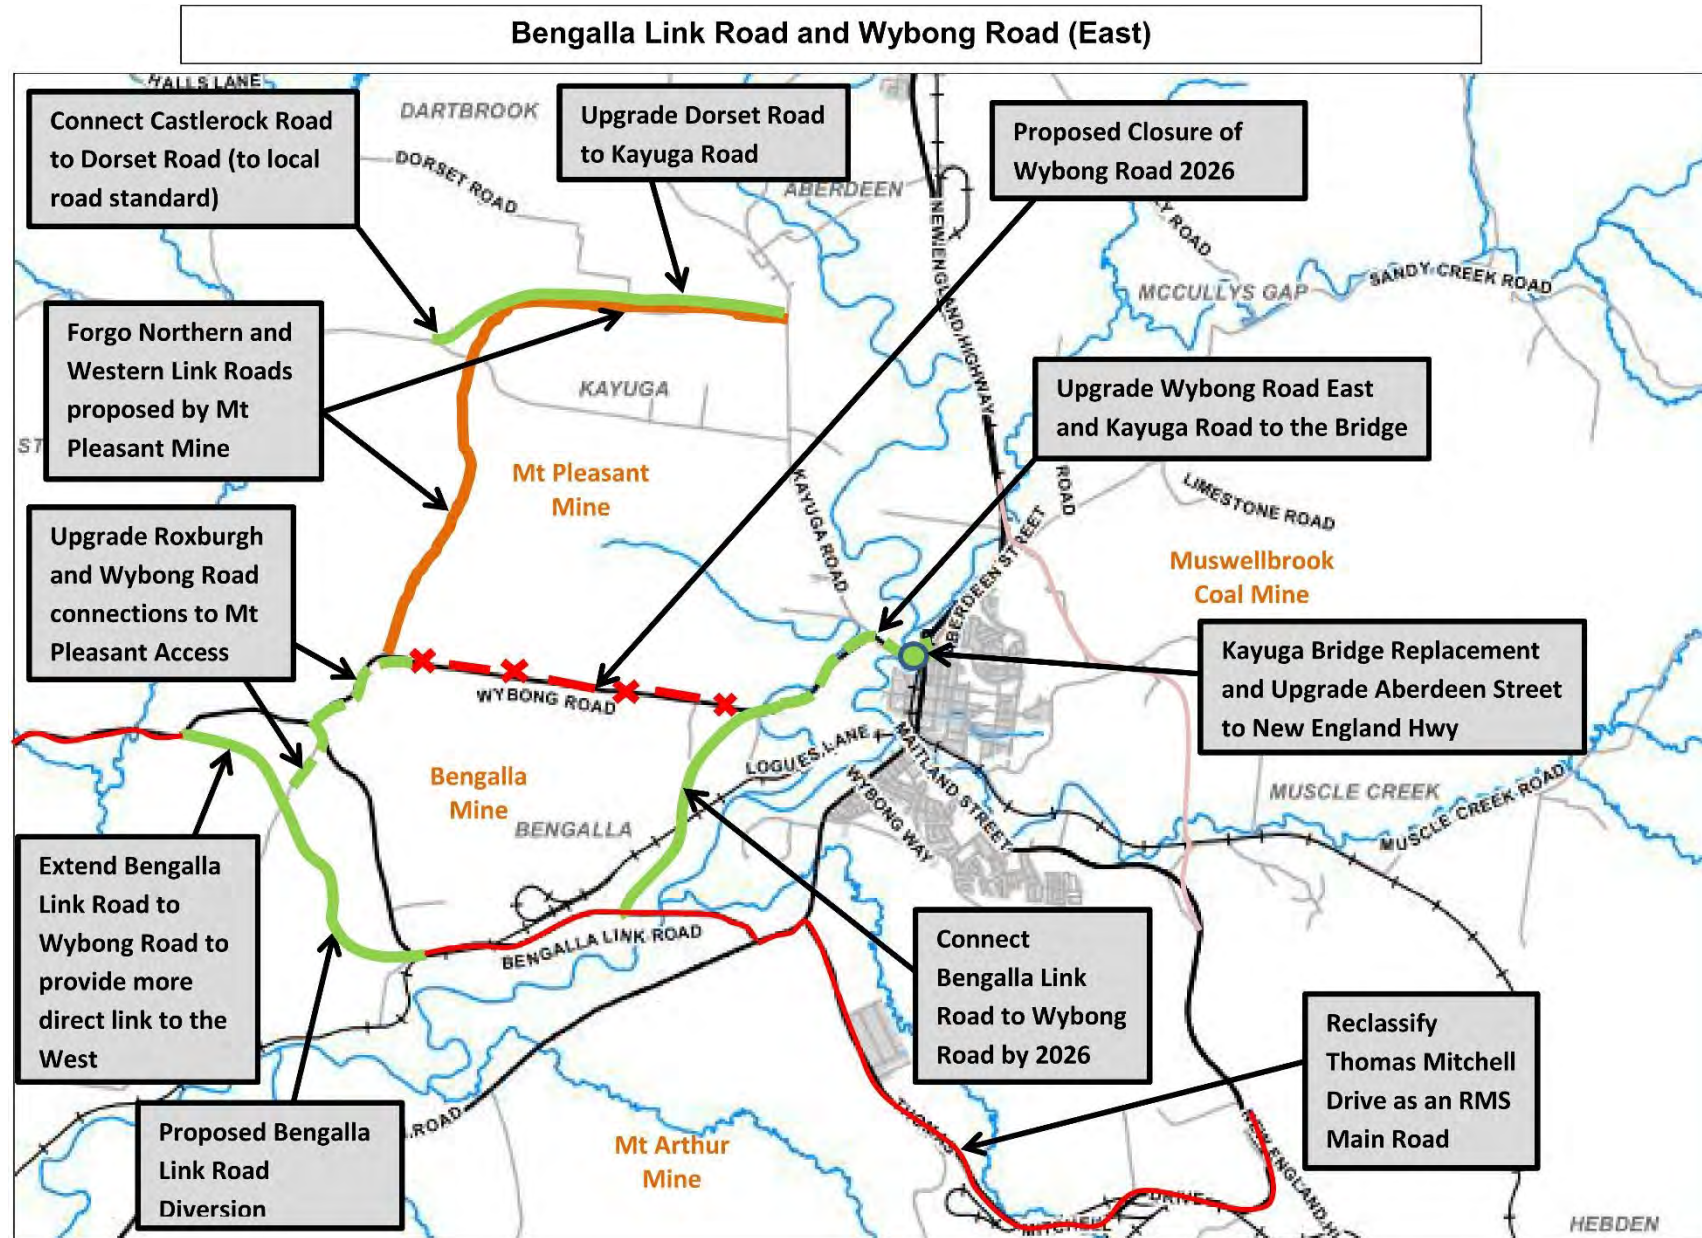 Bengalla Link Road and Wybong Road (East)
HALLS LANE
Connect Castlerock Road
to Dorset Road (to local
road standard)
DARTBROOK
DORSET ROAD
Upgrade Dorset Road
to Kayuga Road
ABERDEEN
Proposed Closure of
Wybong Road 2026
NEW ENGLAND HIGHWAY
ROAD
MCCULLYS GAP
SANDY CREEK ROAD
Forgo Northern and
Western Link Roads
proposed by Mt
Pleasant Mine
ST
KAYUGA
Mt Pleasant
Mine
KAYUGA ROAD
Upgrade Wybong Road East
and Kayuga Road to the Bridge
ROAD
LIMESTONE ROAD
ABERDEEN STREET
Muswellbrook
Coal Mine
Upgrade Roxburgh
and Wybong Road
connections to Mt
Pleasant Access
WYBONG ROAD
Kayuga Bridge Replacement
and Upgrade Aberdeen Street
to New England Hwy
LOGUES LANE
MAITLAND STREET
WYBONG WAY
Bengalla
Mine
BENGALLA
MUSCLE CREEK
MUSCLE CREEK ROAD
Extend Bengalla
Link Road to
Wybong Road to
provide more
direct link to the
West
BENGALLA LINK ROAD
Connect
Bengalla Link
Road to Wybong
Road by 2026
Reclassify
Thomas Mitchell
Drive as an RMS
Main Road
Proposed Bengalla
Link Road
Diversion
ROAD
Mt Arthur
Mine
THOMAS
MITCHELL
DRIVE
NEW ENGLAND H
HEBDEN